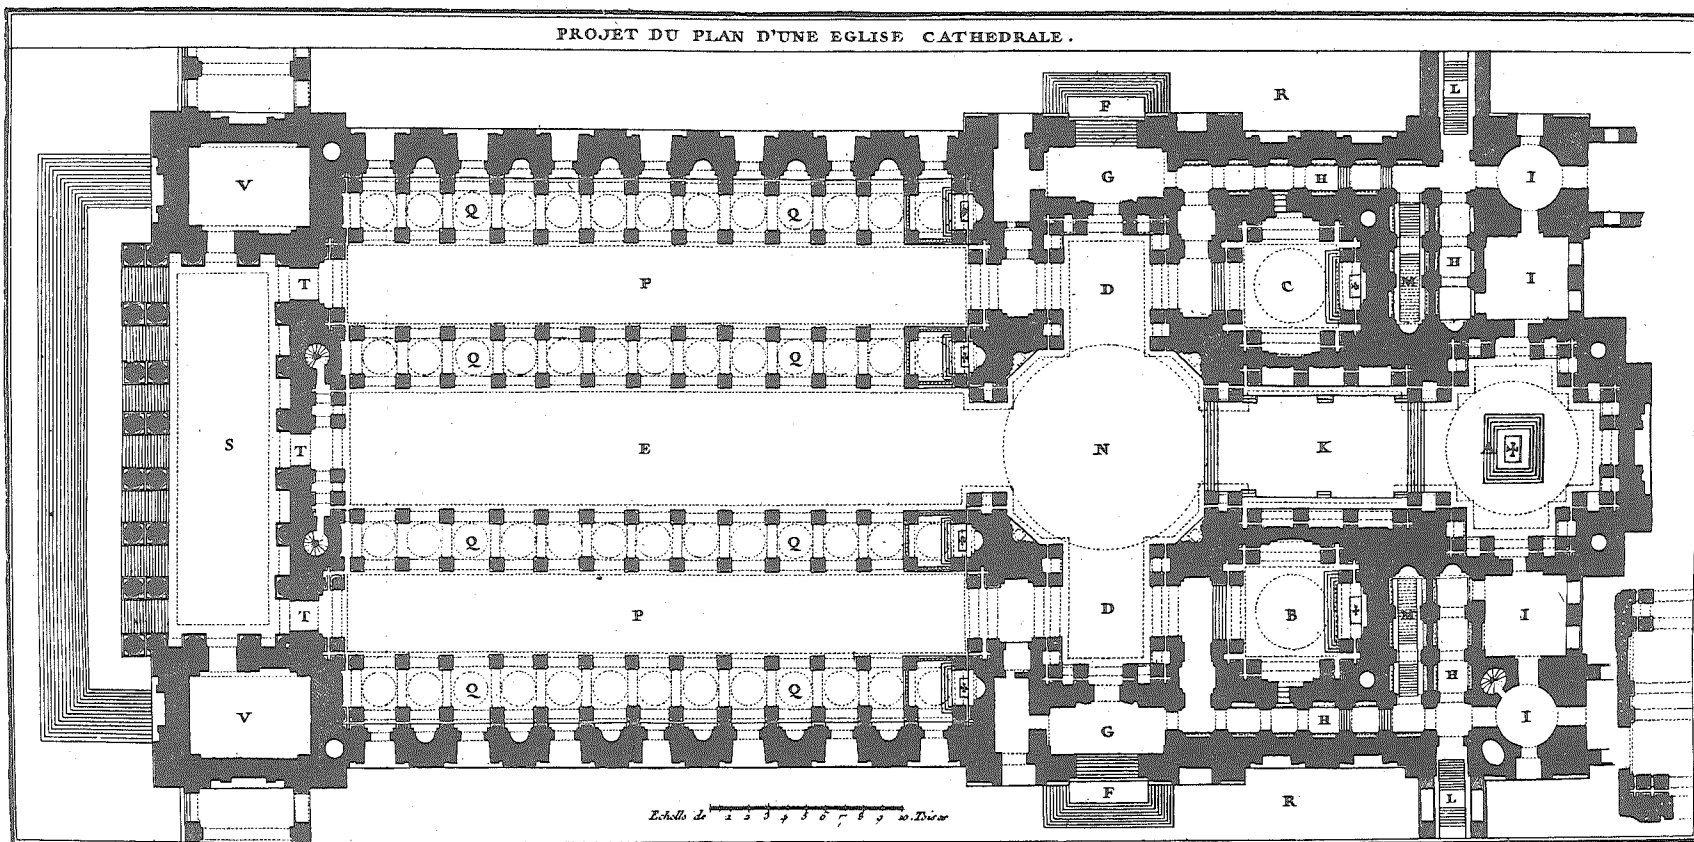 PROJET DU PLAN D'UNE EGLISE CATHEDRALE.
L
F R
V G H I
Q Q
H
T P D C M I
Q Q
S T E N K A
Q Q
T P D B M I
H
V Q Q G H I
F R L
Echelle de 1 2 3 4 5 6 7 8 9 10. Toises